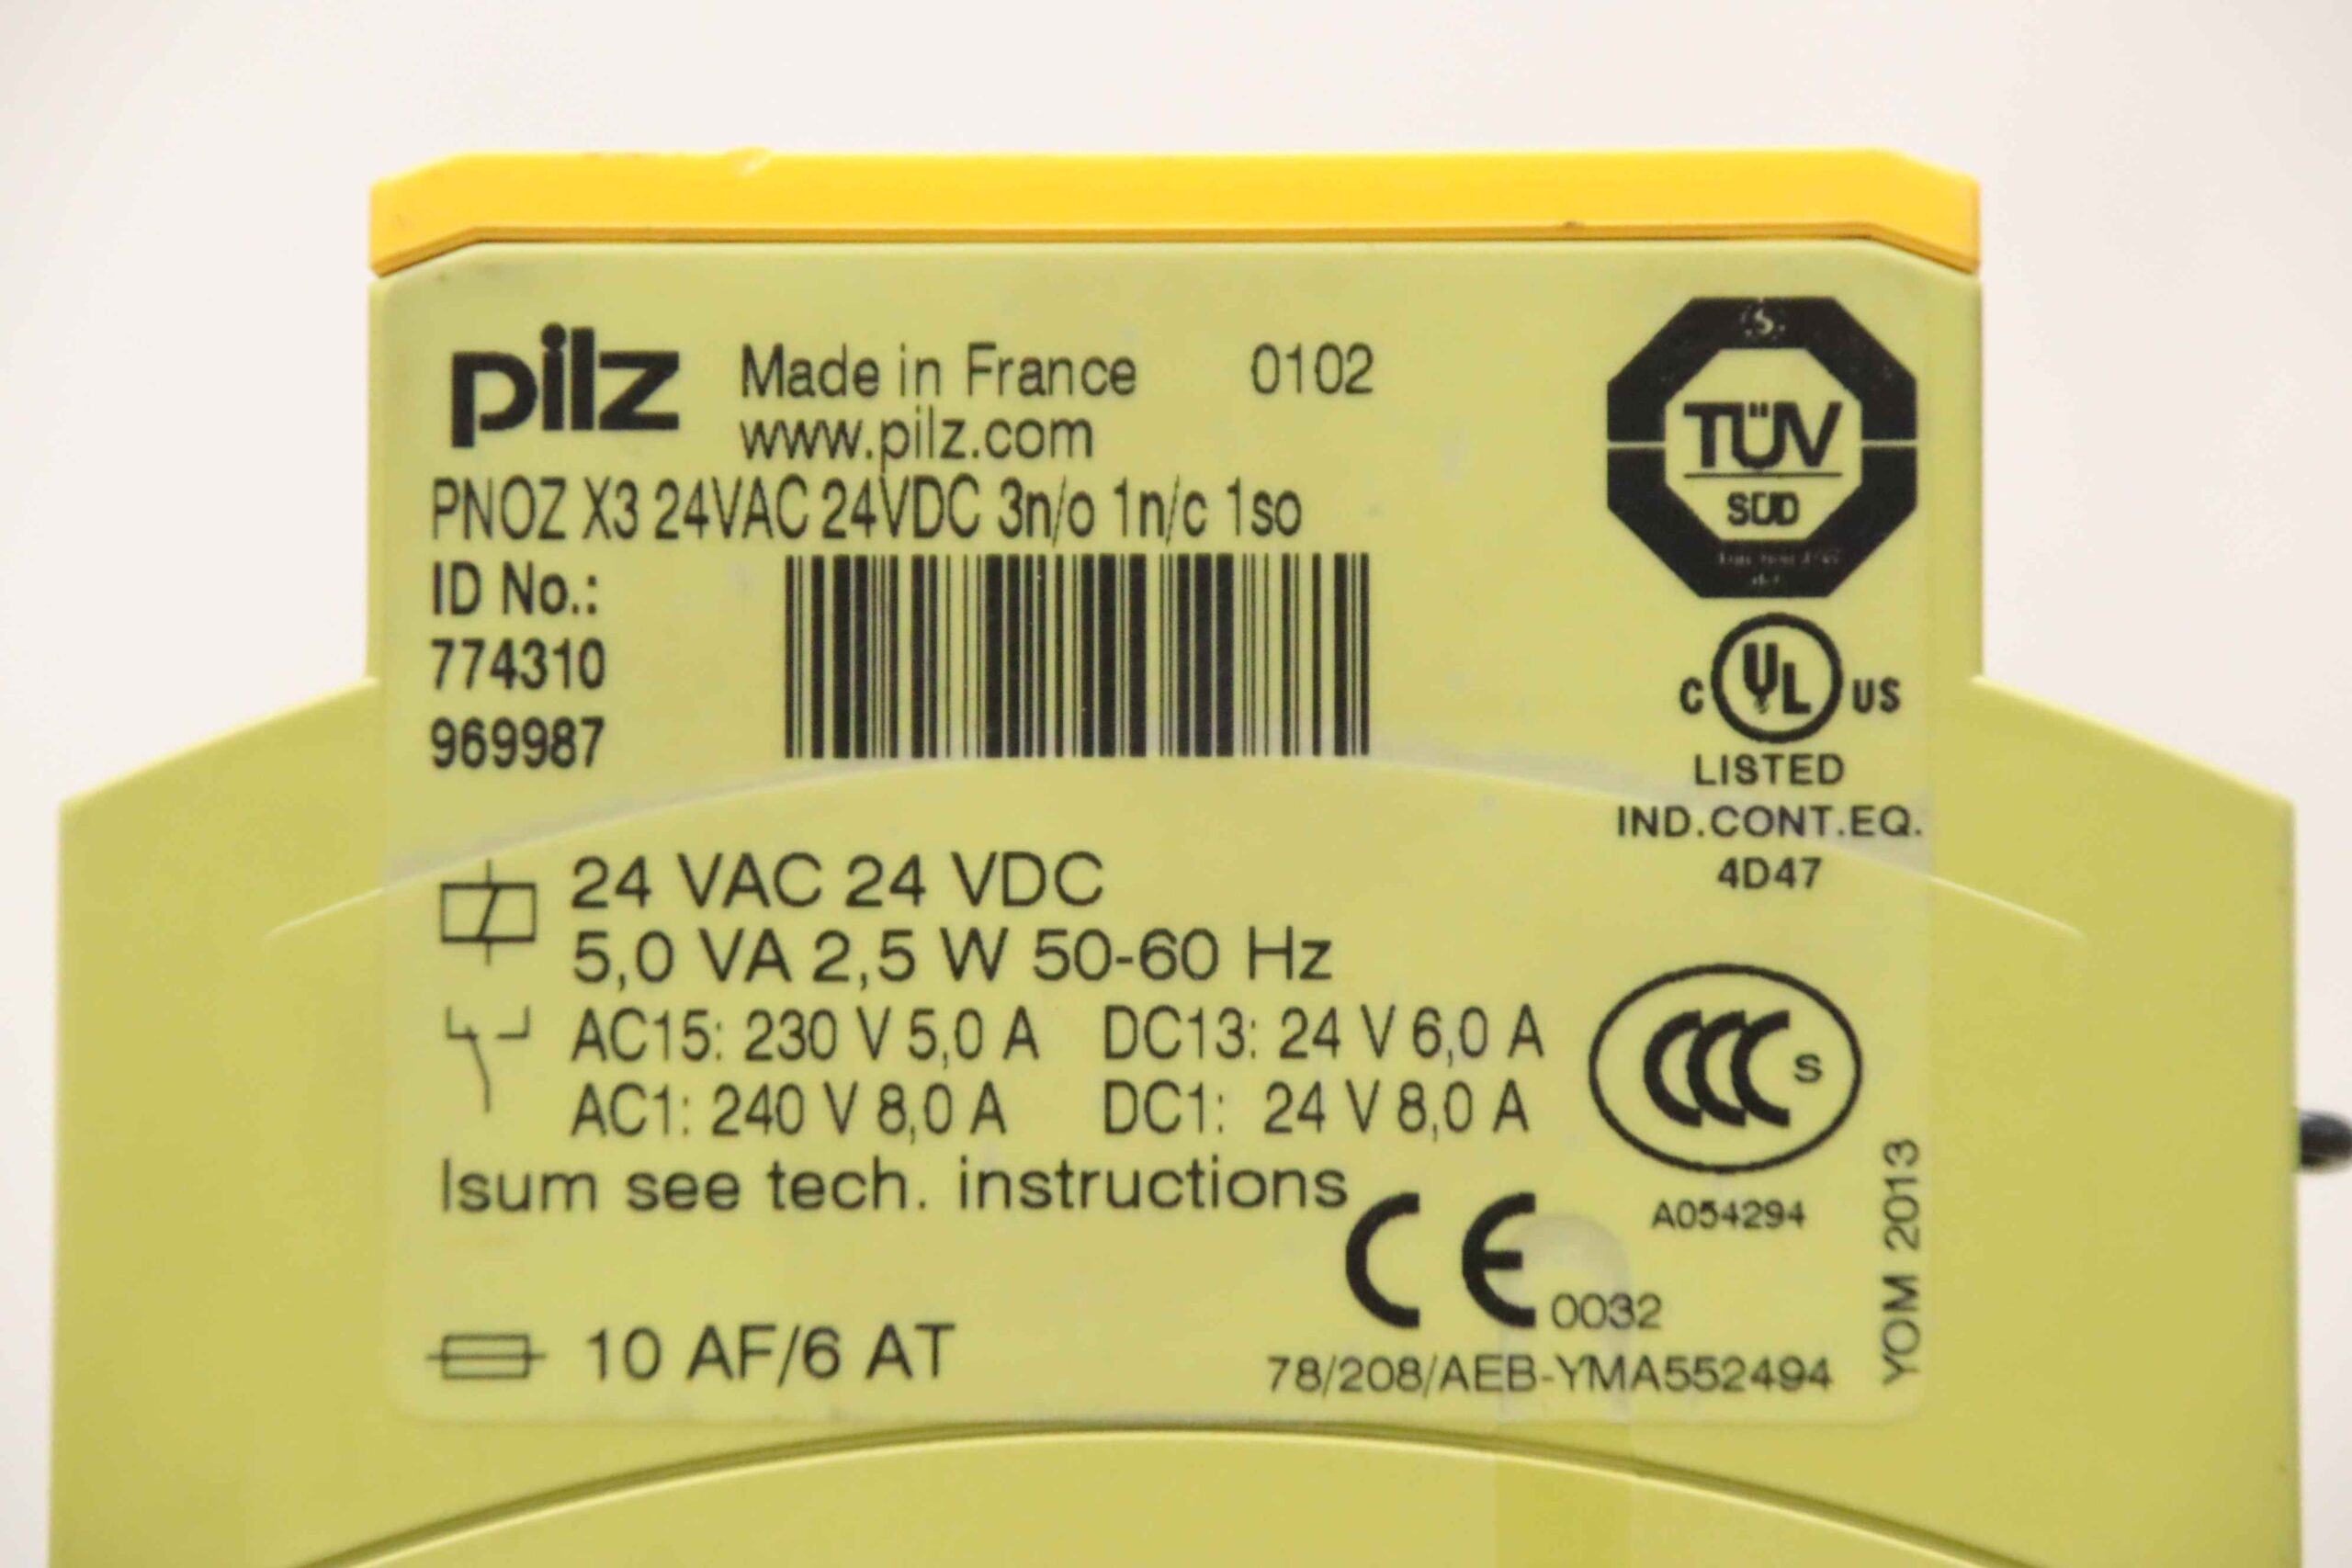 pilz Made in France 0102
www.pilz.com
PNOZ X3 24VAC 24VDC 3n/o 1n/c 1so
ID No.:
774310
969987
TÜV
SÜD
C UL US
LISTED
IND.CONT.EQ.
4D47
24 VAC 24 VDC
5,0 VA 2,5 W 50-60 Hz
AC15: 230 V 5,0 A DC13: 24 V 6,0 A
AC1: 240 V 8,0 A DC1: 24 V 8,0 A
Isum see tech. instructions
CCC S
A054294
YOM 2013
CE 0032
10 AF/6 AT
78/208/AEB-YMA552494